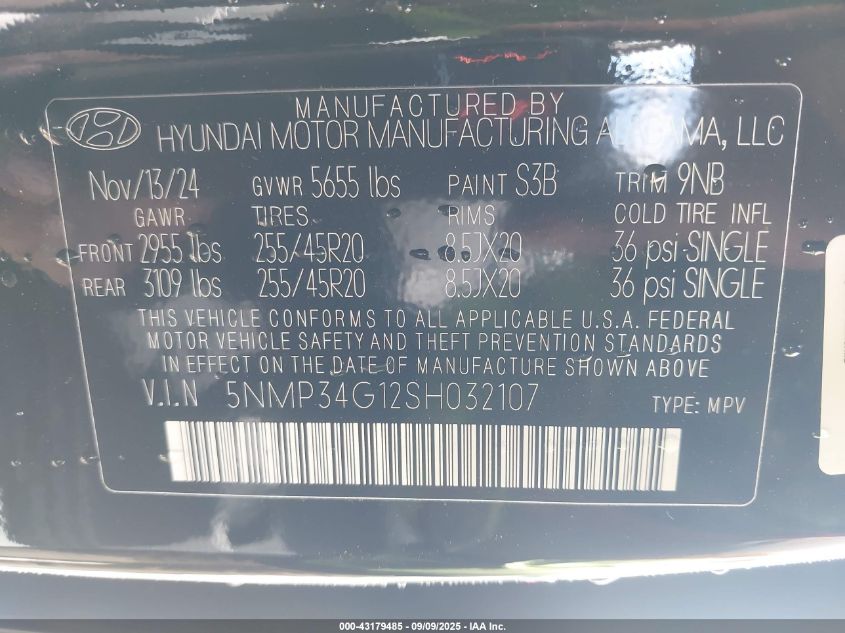 MANUFACTURED BY
HYUNDAI MOTOR MANUFACTURING LLC
Nov/13/24 GVWR 5655 lbs PAINT S3B TRIM 9NB
GAWR TIRES RIMS COLD TIRE INFL
FRONT 2955 lbs 255/45R20 8.5JX20 36 psi SINGLE
REAR 3109 lbs 255/45R20 8.5JX20 36 psi SINGLE
THIS VEHICLE CONFORMS TO ALL APPLICABLE U.S.A. FEDERAL
MOTOR VEHICLE SAFETY AND THEFT PREVENTION STANDARDS
IN EFFECT ON THE DATE OF MANUFACTURE SHOWN ABOVE
V.I.N 5NMP34G12SH032107 TYPE: MPV
000-43179485 - 09/09/2025 - IAA Inc.